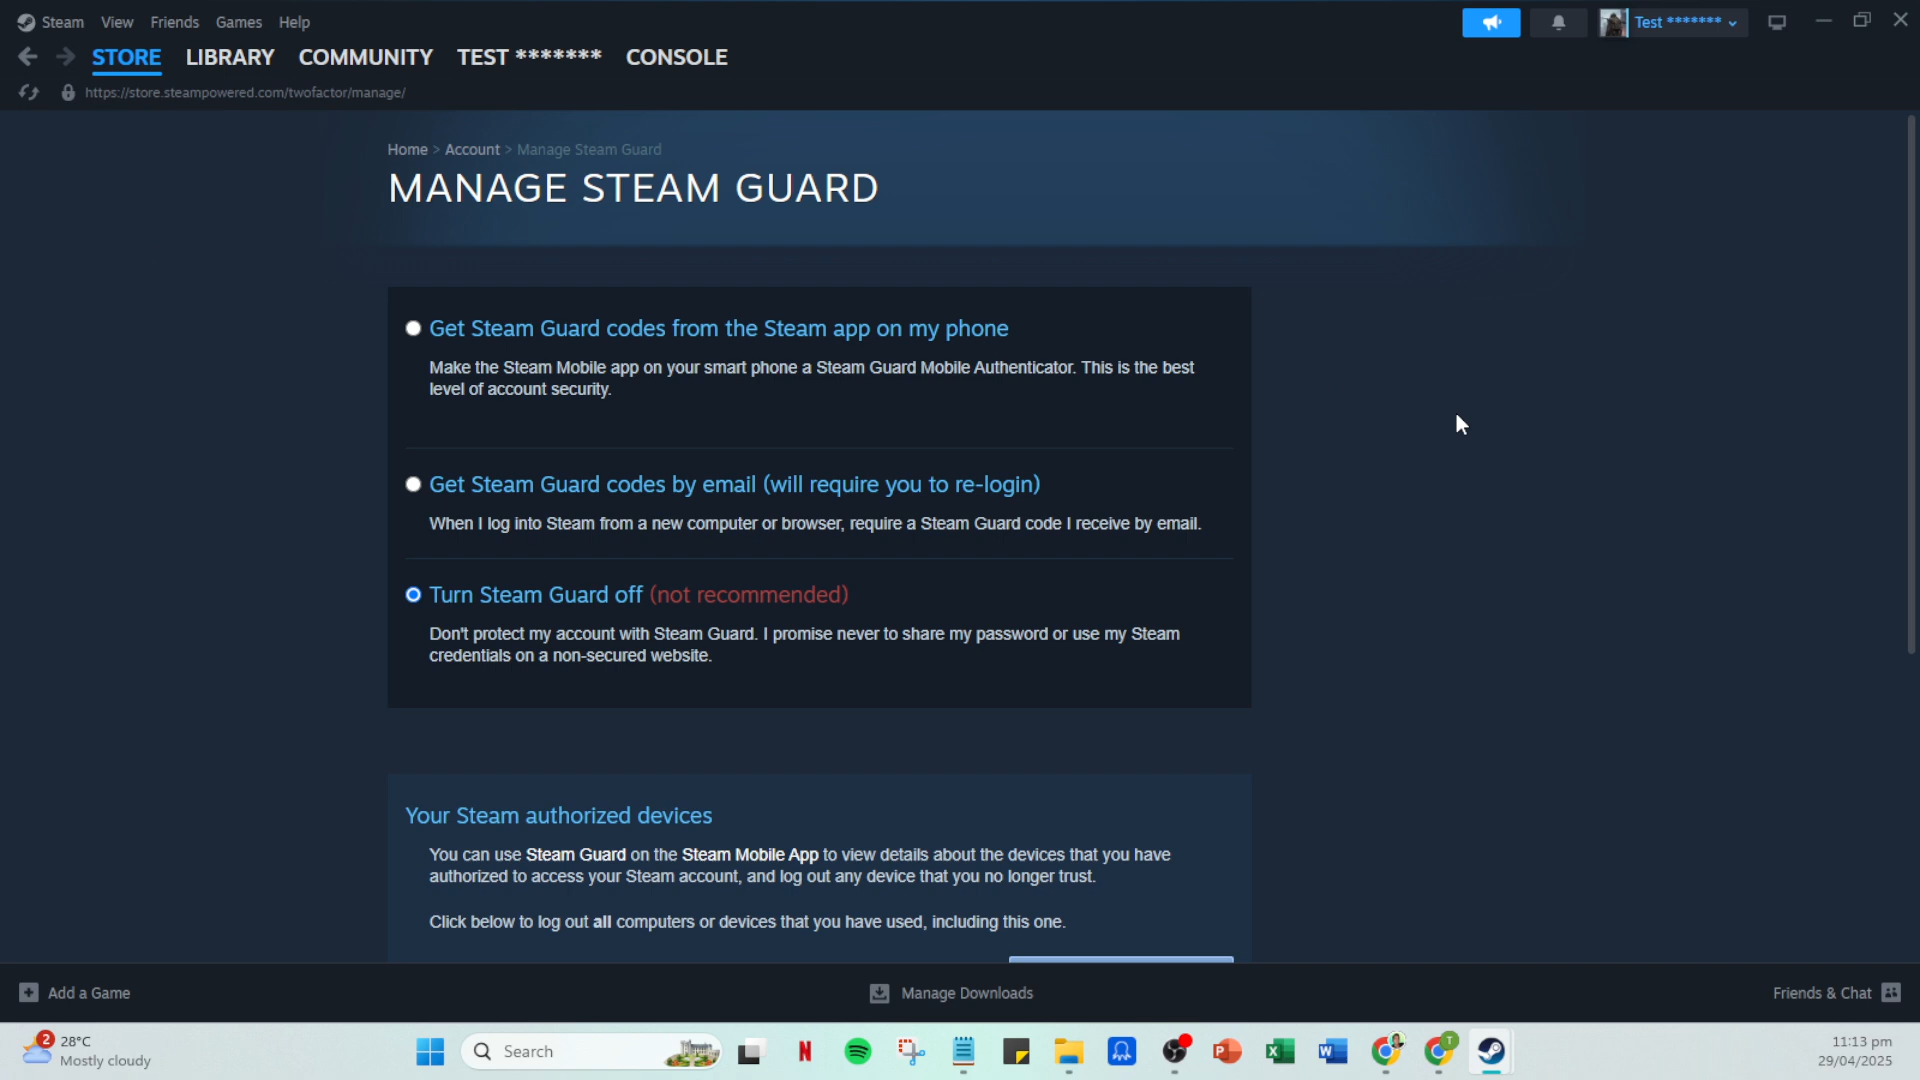 Steam View Friends Games Help
Test *******
STORE LIBRARY COMMUNITY TEST ******* CONSOLE
https://store.steampowered.com/twofactor/manage/
Home > Account > Manage Steam Guard
MANAGE STEAM GUARD
Get Steam Guard codes from the Steam app on my phone
Make the Steam Mobile app on your smart phone a Steam Guard Mobile Authenticator. This is the best
level of account security.
Get Steam Guard codes by email (will require you to re-login)
When I log into Steam from a new computer or browser, require a Steam Guard code I receive by email.
Turn Steam Guard off (not recommended)
Don't protect my account with Steam Guard. I promise never to share my password or use my Steam
credentials on a non-secured website.
Your Steam authorized devices
You can use Steam Guard on the Steam Mobile App to view details about the devices that you have
authorized to access your Steam account, and log out any device that you no longer trust.
Click below to log out all computers or devices that you have used, including this one.
Add a Game
Manage Downloads
Friends & Chat
2
28°C
Mostly cloudy
Search
N
P
X
W
T
11:13 pm
29/04/2025